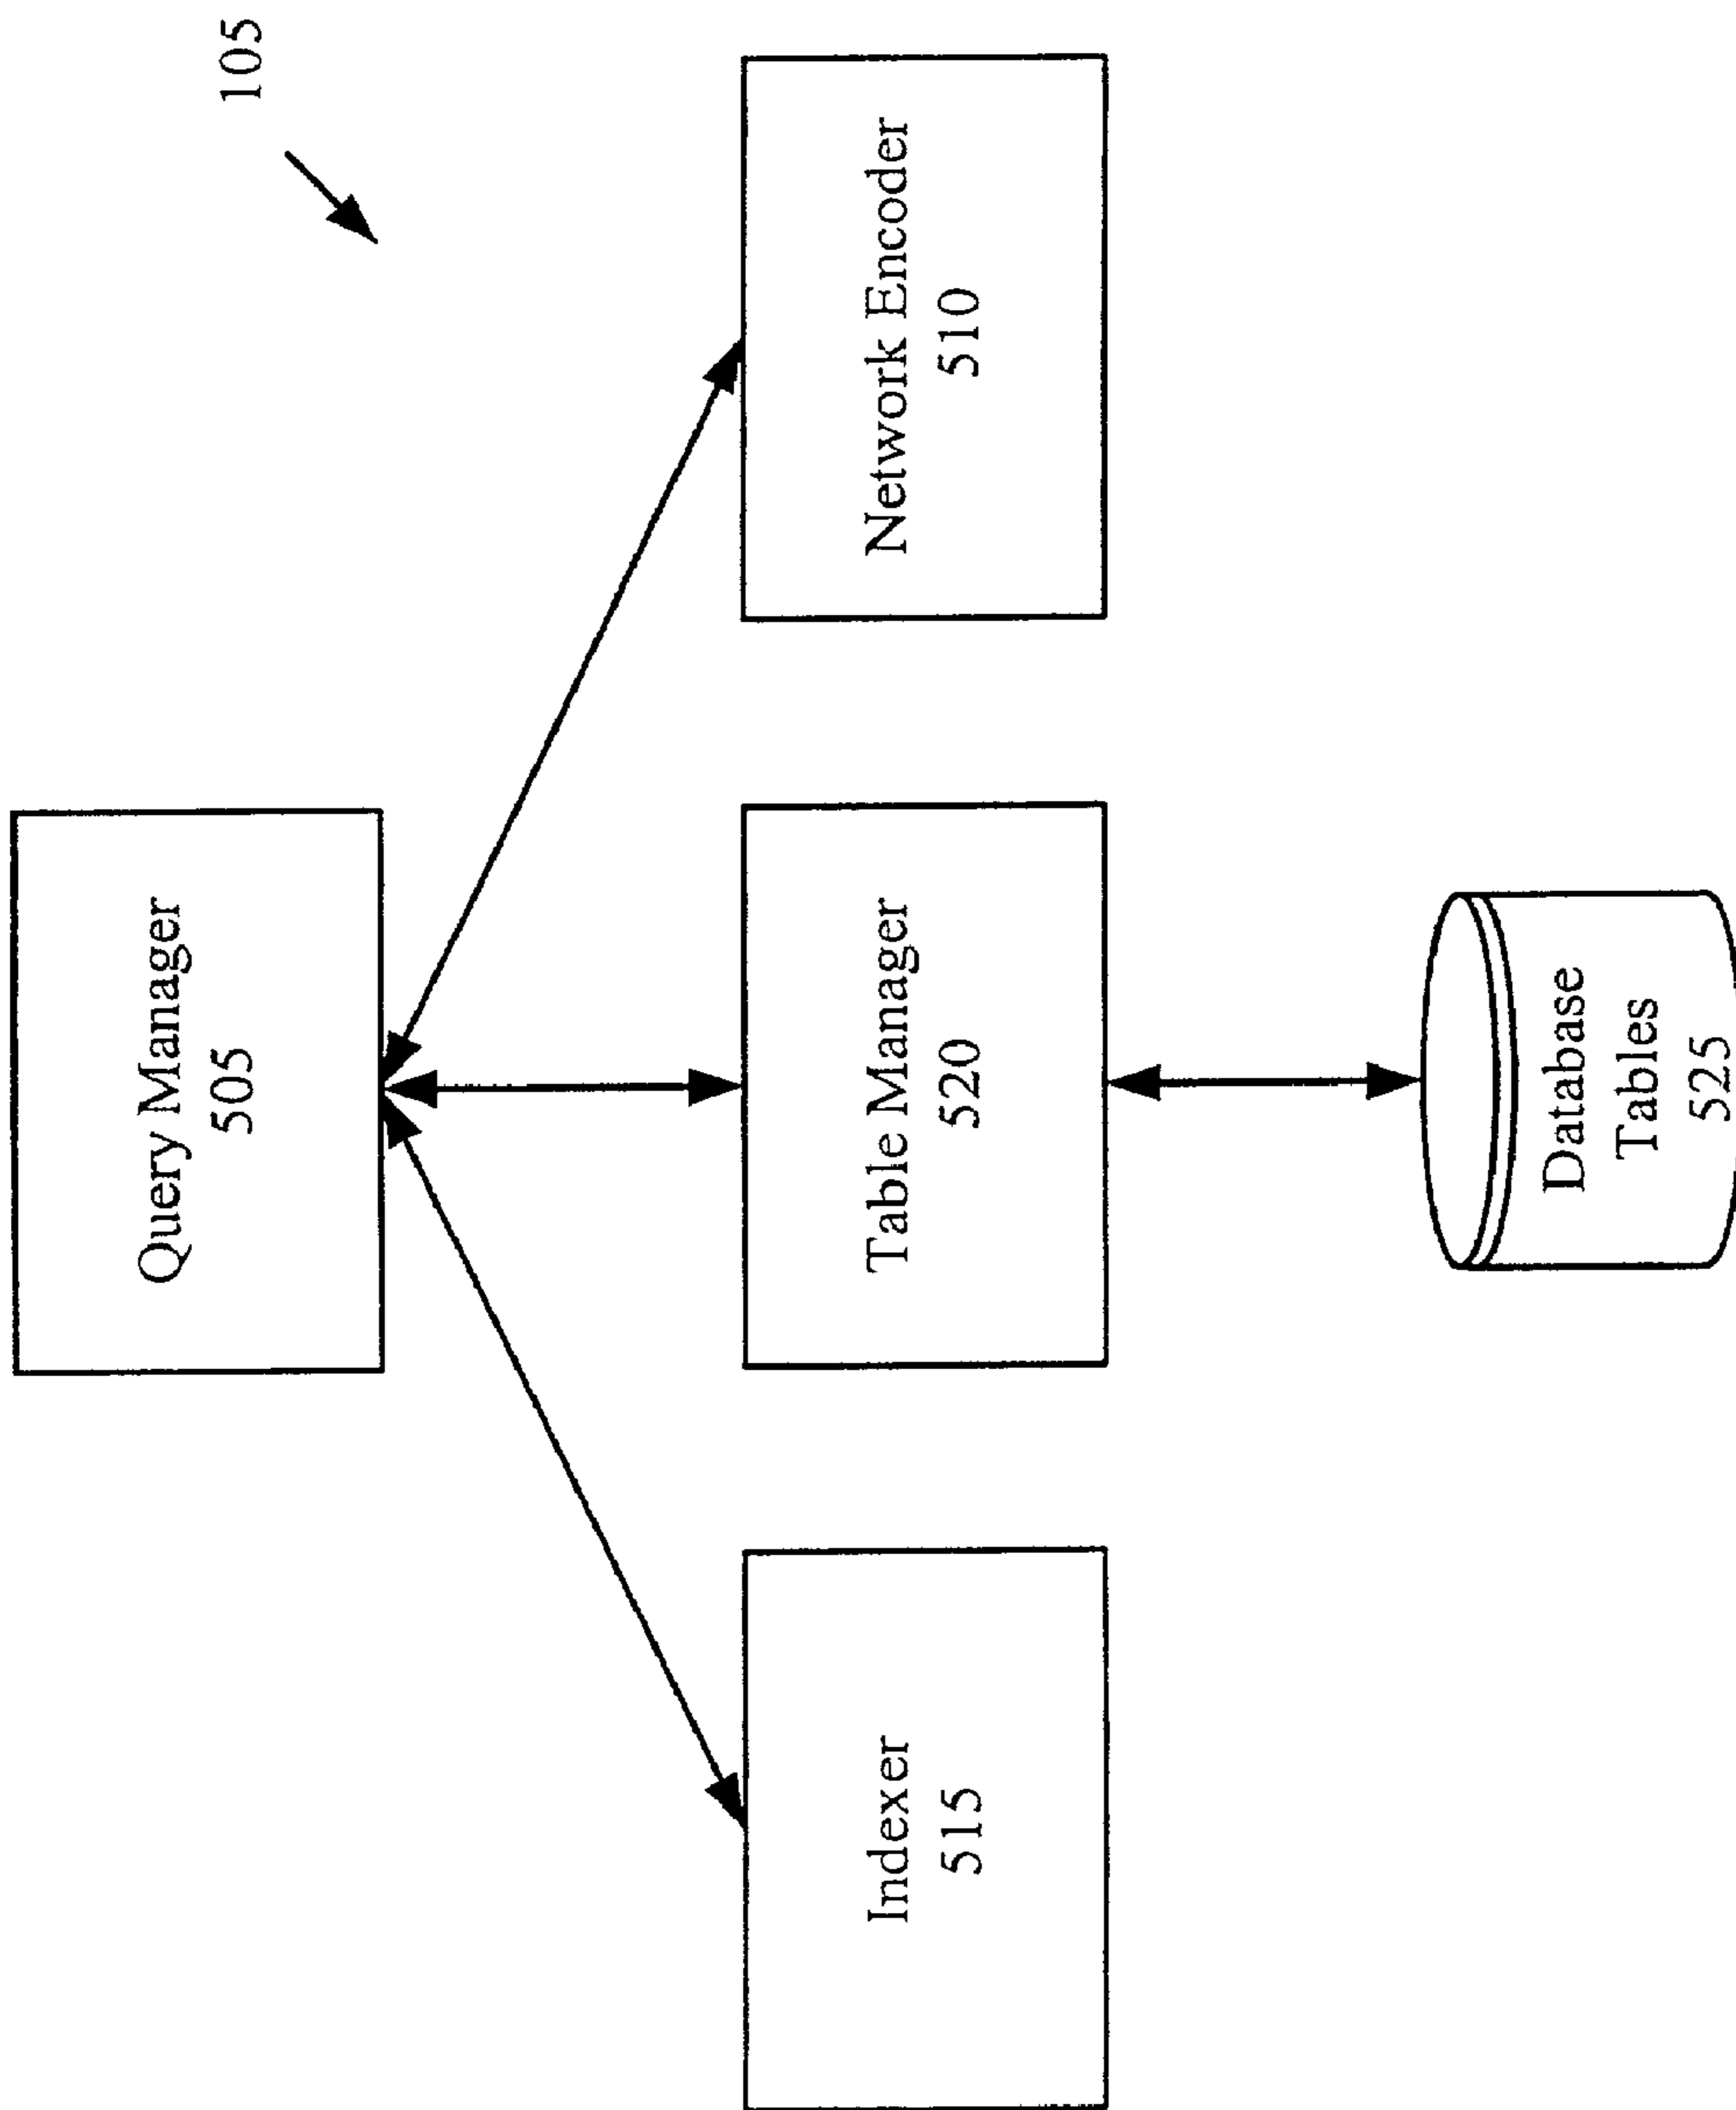 105
Query Manager
505
Indexer
515
Table Manager
520
Network Encoder
510
Database
Tables
525